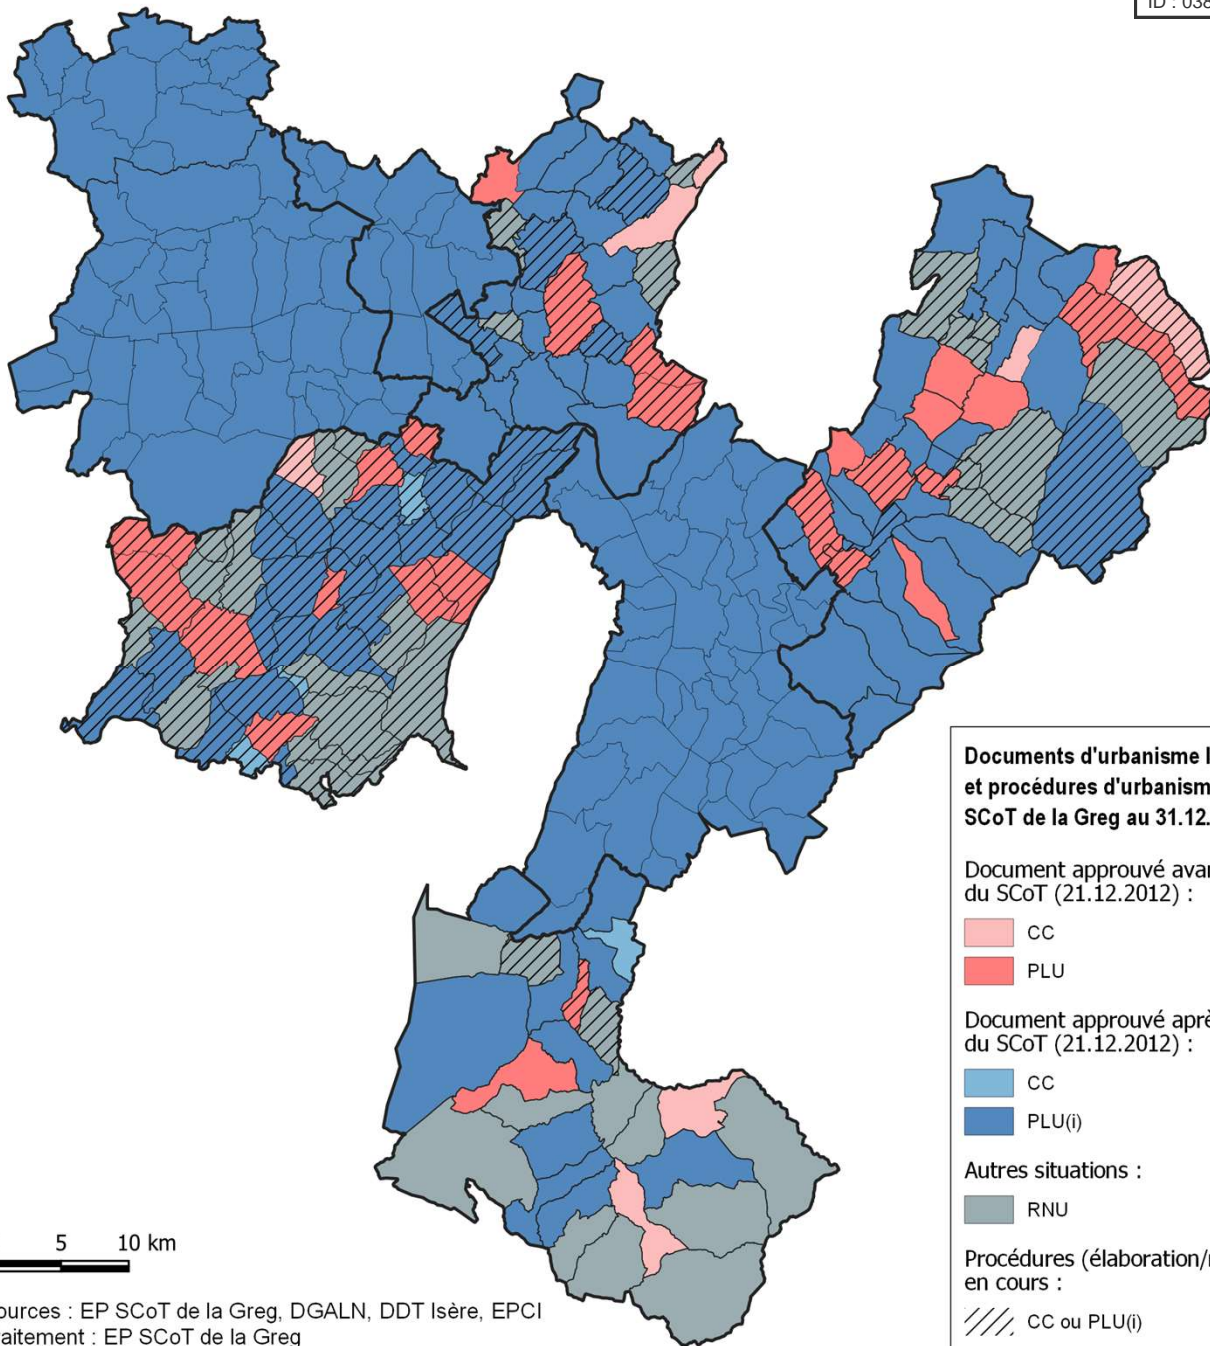 ID : 038
Documents d'urbanisme
et procédures d'urbanism
SCoT de la Greg au 31.12.
Document approuvé avan
du SCoT (21.12.2012) :
CC
PLU
Document approuvé aprè
du SCoT (21.12.2012) :
CC
PLU(i)
Autres situations :
RNU
Procédures (élaboration/
en cours :
CC ou PLU(i)
5 10 km
ources : EP SCoT de la Greg, DGALN, DDT Isère, EPCI
raitement : EP SCoT de la Greg